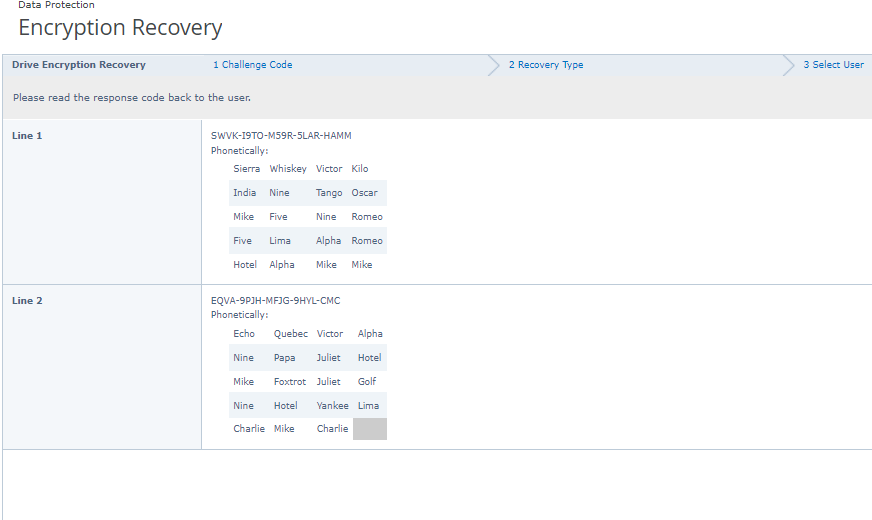 Data Protection
Encryption Recovery
Drive Encryption Recovery 1 Challenge Code 2 Recovery Type 3 Select User
Please read the response code back to the user.
Line 1 SWVK-I9TO-M59R-5LAR-HAMM
Phonetically:
Sierra Whiskey Victor Kilo
India Nine Tango Oscar
Mike Five Nine Romeo
Five Lima Alpha Romeo
Hotel Alpha Mike Mike
Line 2 EQVA-9PJH-MFJG-9HYL-CMC
Phonetically:
Echo Quebec Victor Alpha
Nine Papa Juliet Hotel
Mike Foxtrot Juliet Golf
Nine Hotel Yankee Lima
Charlie Mike Charlie